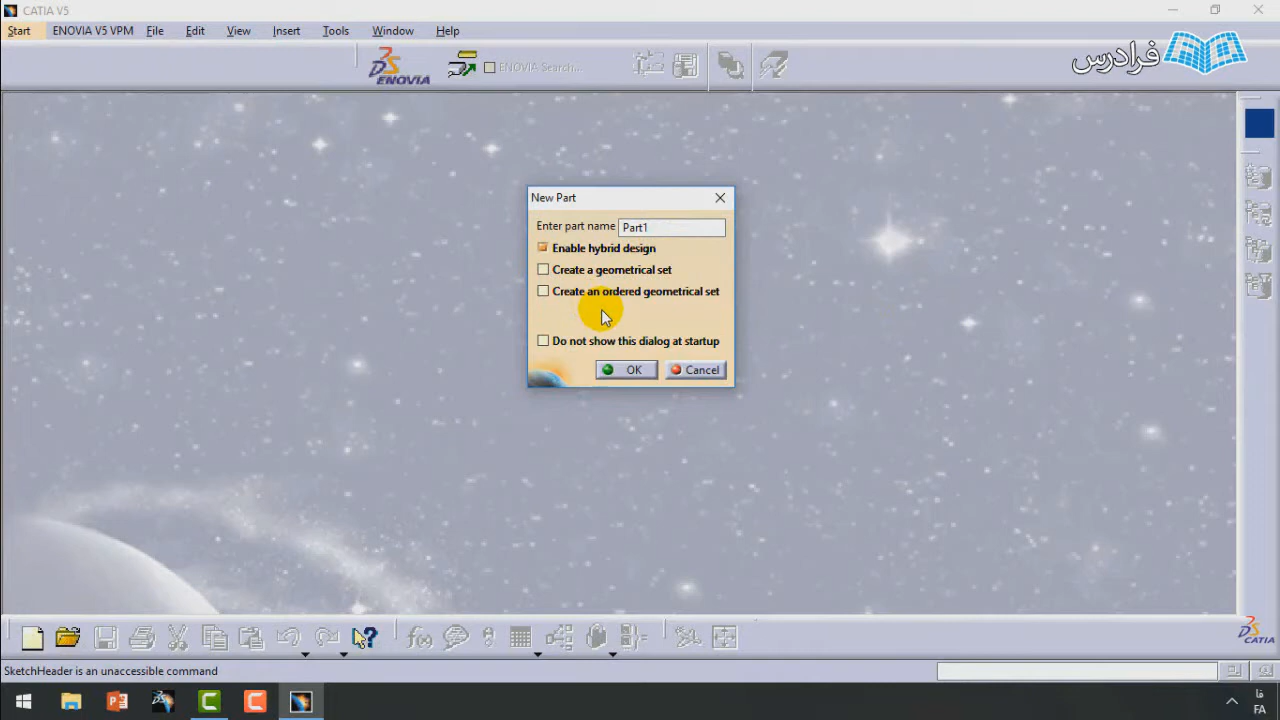 CATIA V5
Start ENOVIA V5 VPM File Edit View Insert Tools Window Help
فرادرس
ENOVIA
ENOVIA Search...
New Part
Enter part name Part1
Enable hybrid design
Create a geometrical set
Create an ordered geometrical set
Do not show this dialog at startup
OK Cancel
CATIA
SketchHeader is an unaccessible command
فا
FA